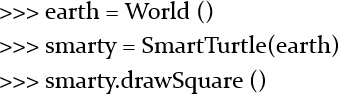 >>> earth = World ()
>>> smarty = SmartTurtle(earth)
>>> smarty.drawSquare ()